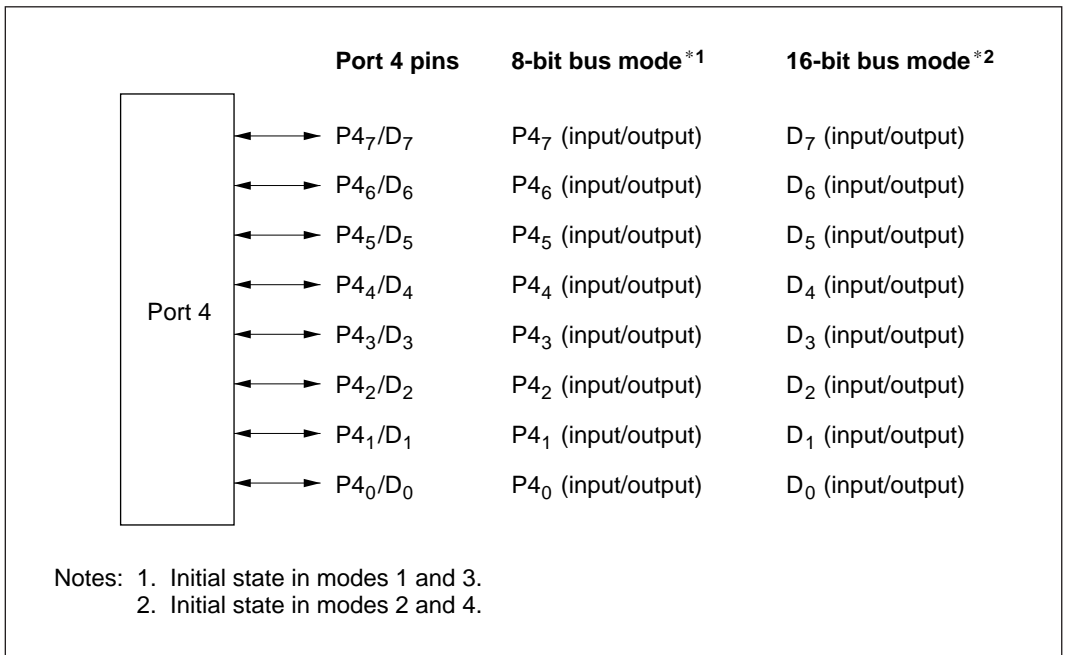 Port 4 pins 8-bit bus mode*1 16-bit bus mode*2
P47/D7 P47 (input/output) D7 (input/output)
P46/D6 P46 (input/output) D6 (input/output)
P45/D5 P45 (input/output) D5 (input/output)
P44/D4 P44 (input/output) D4 (input/output)
Port 4
P43/D3 P43 (input/output) D3 (input/output)
P42/D2 P42 (input/output) D2 (input/output)
P41/D1 P41 (input/output) D1 (input/output)
P40/D0 P40 (input/output) D0 (input/output)
Notes: 1. Initial state in modes 1 and 3.
2. Initial state in modes 2 and 4.